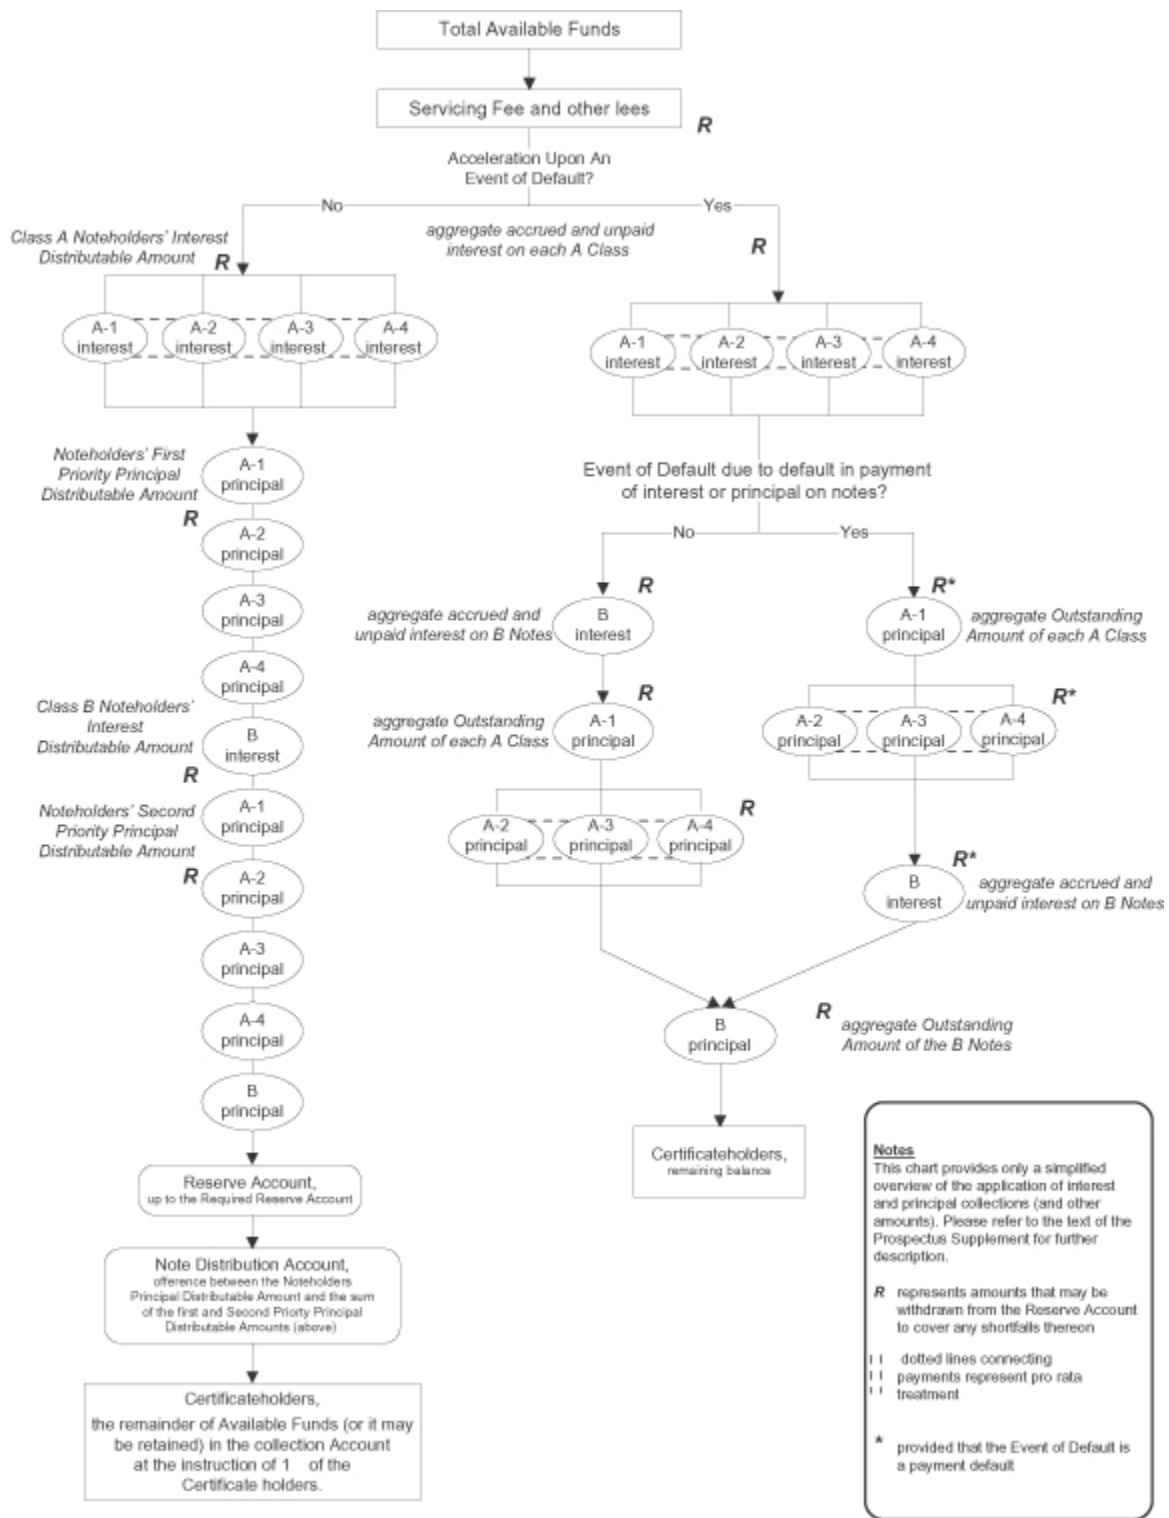 Total Available Funds
Servicing Fee and other lees
R
Acceleration Upon An
Event of Default?
No
Yes
Class A Noteholders' Interest
Distributable Amount
R
aggregate accrued and unpaid
interest on each A Class
R
A-1
interest
A-2
interest
A-3
interest
A-4
interest
A-1
interest
A-2
interest
A-3
interest
A-4
interest
Noteholders' First
Priority Principal
Distributable Amount
R
A-1
principal
A-2
principal
A-3
principal
A-4
principal
Class B Noteholders'
Interest
Distributable Amount
R
B
interest
Noteholders' Second
Priority Principal
Distributable Amount
R
A-1
principal
A-2
principal
A-3
principal
A-4
principal
B
principal
Reserve Account,
up to the Required Reserve Account
Note Distribution Account,
ofference between the Noteholders
Principal Distributable Amount and the sum
of the first and Second Priorty Principal
Distributable Amounts (above)
Certificateholders,
the remainder of Available Funds (or it may
be retained) in the collection Account
at the instruction of 1 of the
Certificate holders.
Event of Default due to default in payment
of interest or principal on notes?
No
Yes
R
aggregate accrued and
unpaid interest on B Notes
B
interest
R
aggregate Outstanding
Amount of each A Class
A-1
principal
R
A-2
principal
A-3
principal
A-4
principal
R*
A-1
principal
aggregate Outstanding
Amount of each A Class
R*
A-2
principal
A-3
principal
A-4
principal
R*
B
interest
aggregate accrued and
unpaid interest on B Notes
B
principal
R
aggregate Outstanding
Amount of the B Notes
Certificateholders,
remaining balance
Notes
This chart provides only a simplified
overview of the application of interest
and principal collections (and other
amounts). Please refer to the text of the
Prospectus Supplement for further
description.
R represents amounts that may be
withdrawn from the Reserve Account
to cover any shortfalls thereon
dotted lines connecting
payments represent pro rata
treatment
* provided that the Event of Default is
a payment default